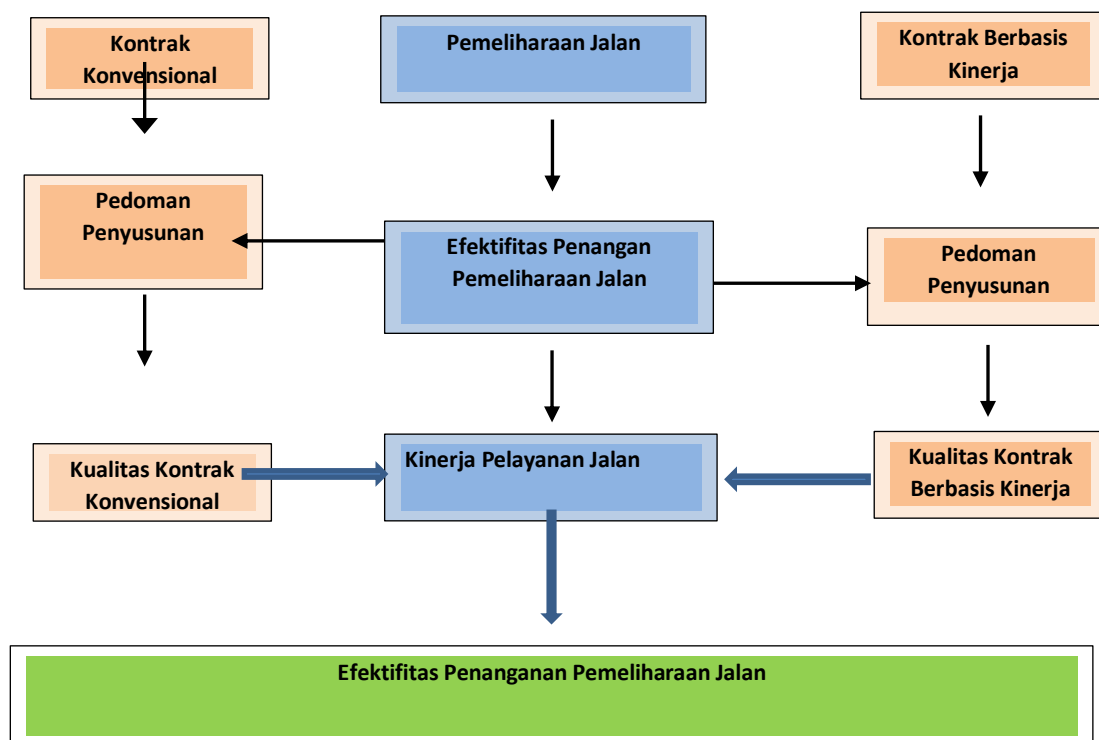 Kontrak
Konvensional
Pemeliharaan Jalan
Kontrak Berbasis
Kinerja
Pedoman
Penyusunan
Efektifitas Penangan
Pemeliharaan Jalan
Pedoman
Penyusunan
Kualitas Kontrak
Konvensional
Kinerja Pelayanan Jalan
Kualitas Kontrak
Berbasis Kinerja
Efektifitas Penanganan Pemeliharaan Jalan